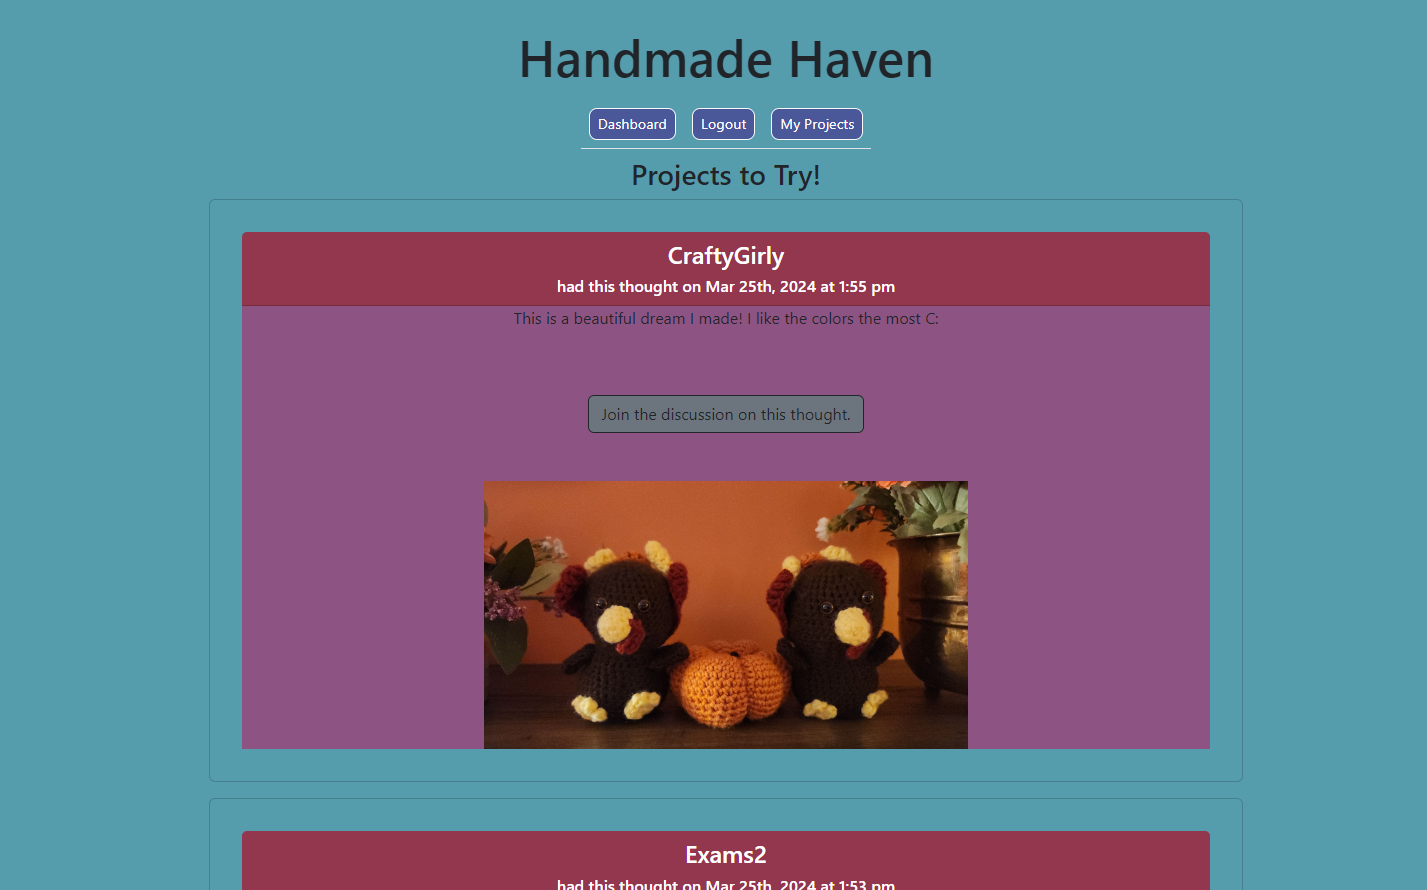 Handmade Haven
Dashboard Logout My Projects
Projects to Try!
CraftyGirly
had this thought on Mar 25th, 2024 at 1:55 pm
This is a beautiful dream I made! I like the colors the most C:
Join the discussion on this thought.
Exams2
had this thought on Mar 25th, 2024 at 1:53 pm